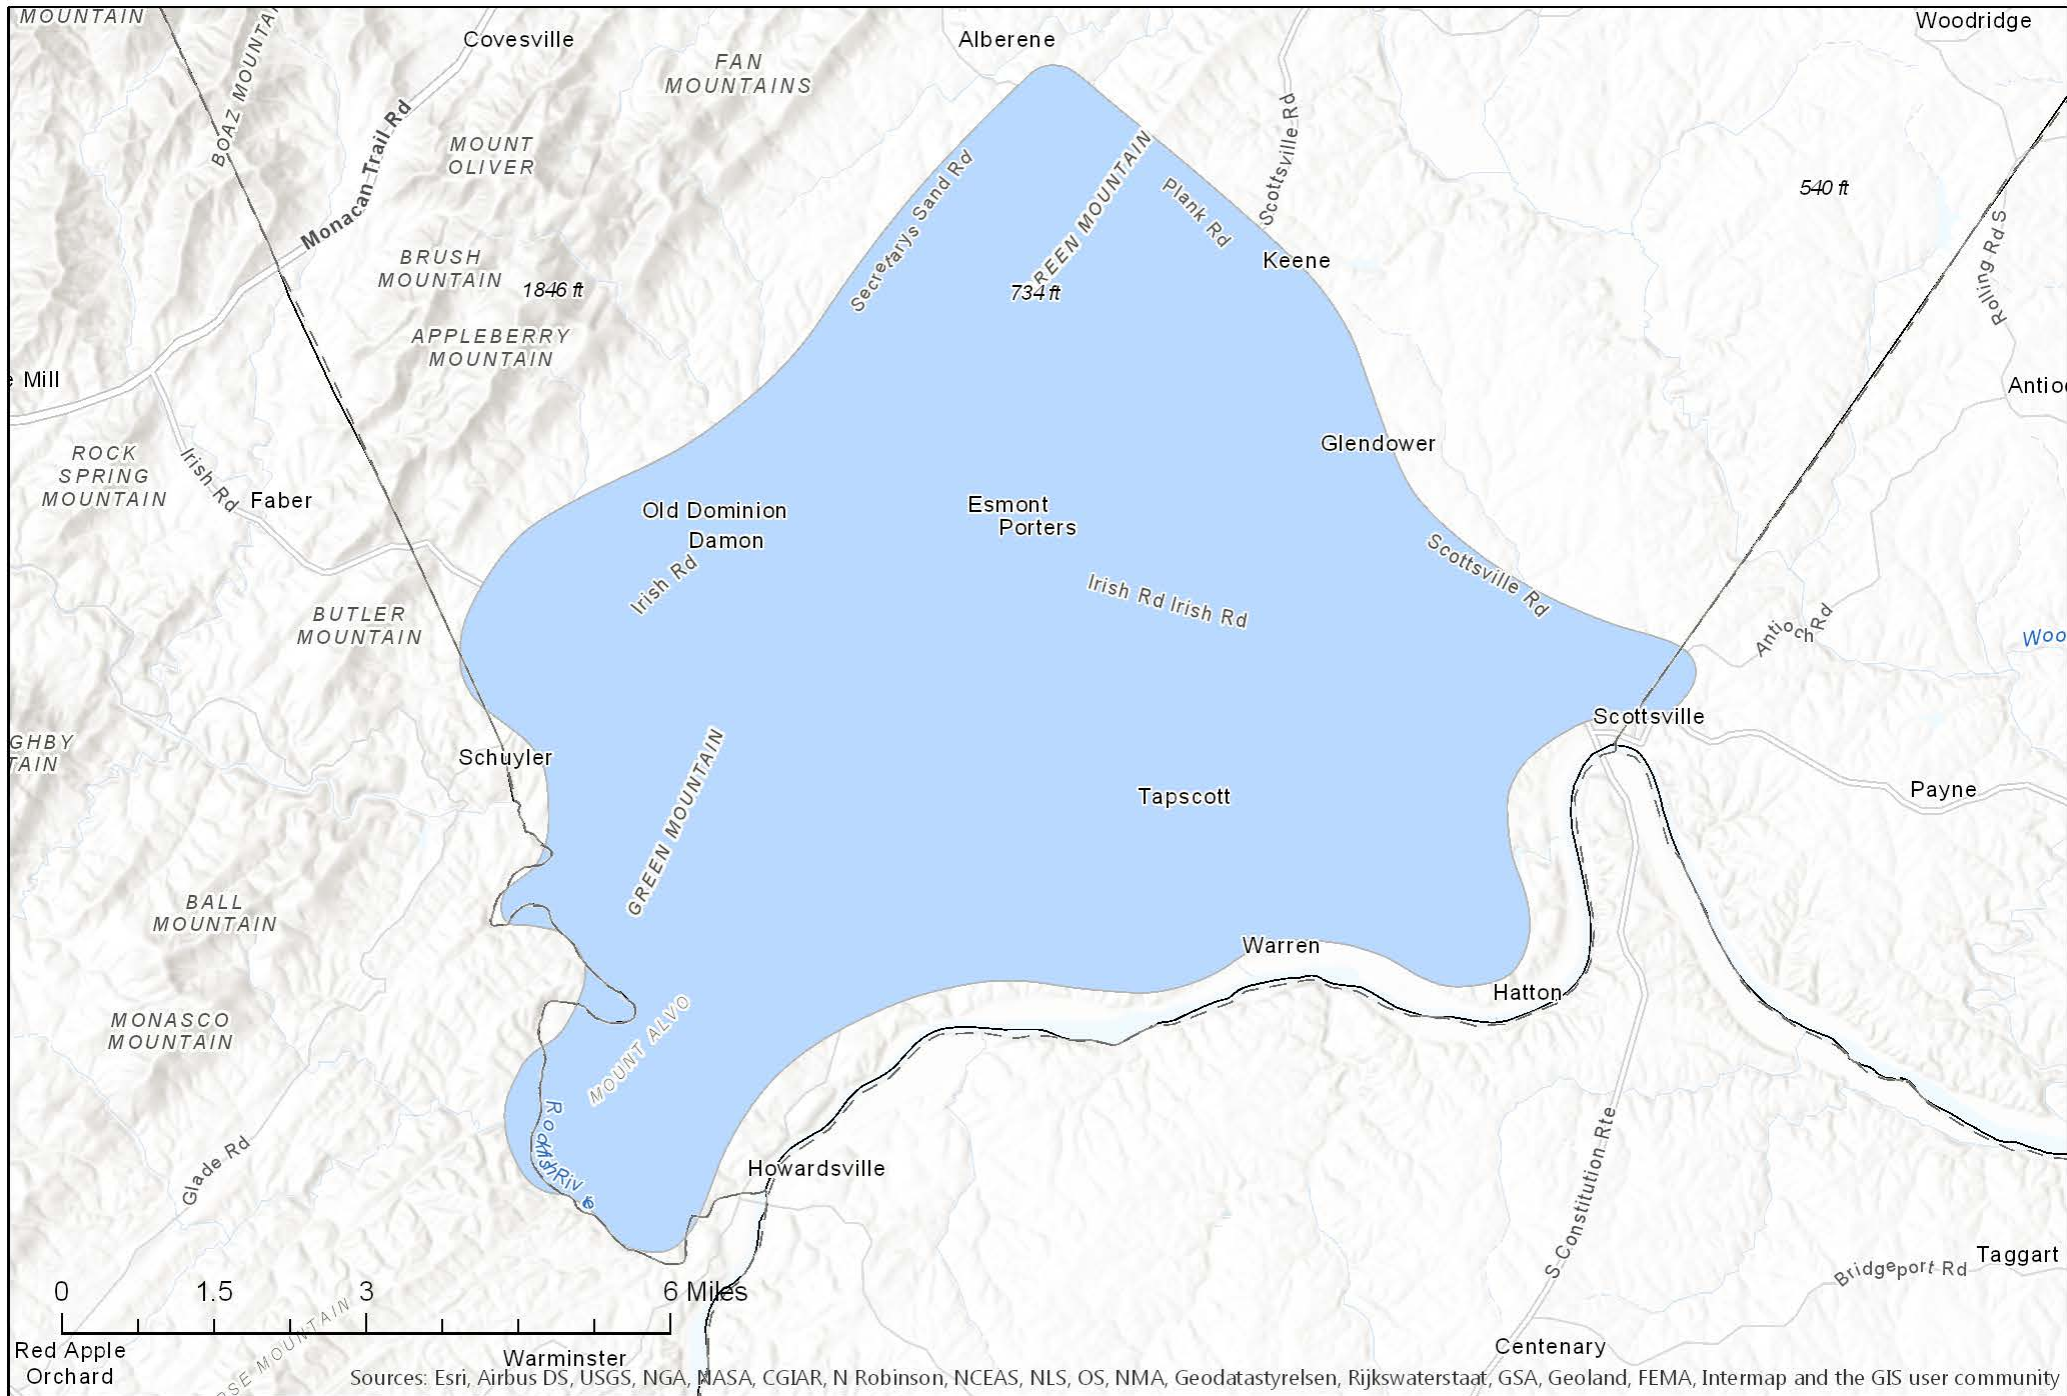 MOUNTAIN
Covesville
Alberene
Woodridge
BOAZ MOUNTAI
FAN
MOUNTAINS
Monacan Trail Rd
MOUNT
OLIVER
Scottsville Rd
540 ft
Secretarys Sand Rd
REEN MOUNTAIN
Plank Rd
Rolling Rd S
BRUSH
MOUNTAIN
1846 ft
734 ft
Keene
APPLEBERRY
MOUNTAIN
Mill
Antio
ROCK
SPRING
MOUNTAIN
Irish Rd
Faber
Glendower
Old Dominion
Damon
Irish Rd
Esmont
Porters
Irish Rd Irish Rd
Scottsville Rd
BUTLER
MOUNTAIN
Antioch Rd
Woo
GHBY
TAIN
Schuyler
GREEN MOUNTAIN
Scottsville
Tapscott
Payne
BALL
MOUNTAIN
Warren
Hatton
MONASCO
MOUNTAIN
MOUNT ALVO
Glade Rd
Howardsville
S Constitution Rte
Bridgeport Rd
Taggart
0 1.5 3 6 Miles
Red Apple
Orchard
RSE MOUNTAIN
Warminster
Centenary
Sources: Esri, Airbus DS, USGS, NGA, NASA, CGIAR, N Robinson, NCEAS, NLS, OS, NMA, Geodatastyrelsen, Rijkswaterstaat, GSA, Geoland, FEMA, Intermap and the GIS user community